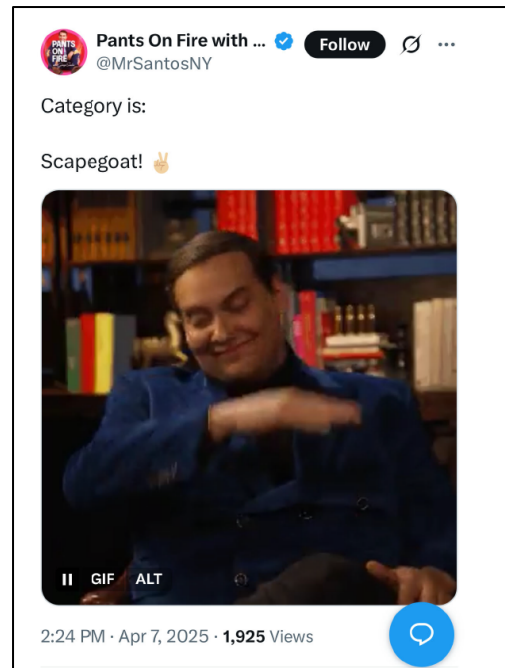 PANTS
ON
FIRE
Pants On Fire with ...
Follow
@MrSantosNY
Category is:
Scapegoat! ✌🏼
GIF ALT
2:24 PM · Apr 7, 2025 · 1,925 Views